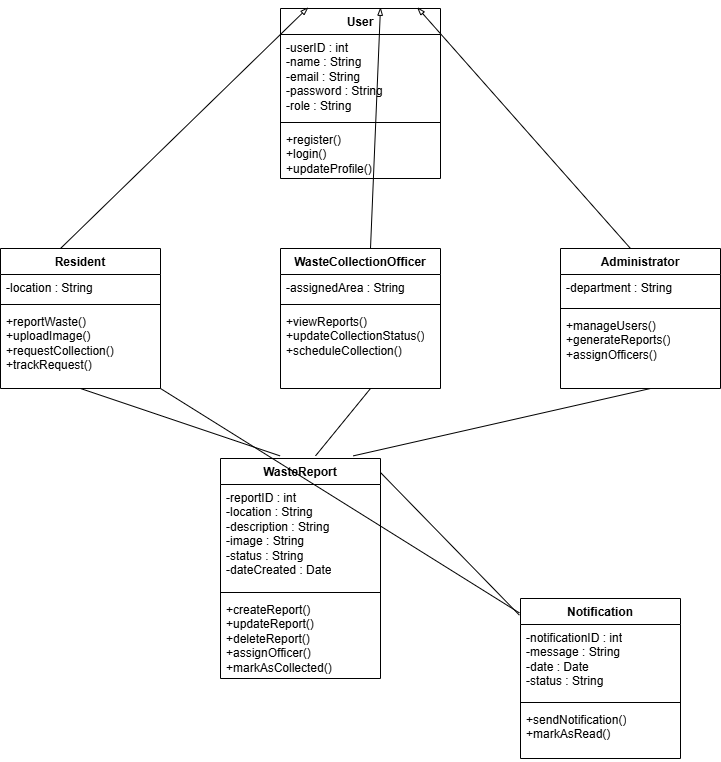 User
-userID : int
-name : String
-email : String
-password : String
-role : String
+register()
+login()
+updateProfile()
Resident
-location : String
+reportWaste()
+uploadImage()
+requestCollection()
+trackRequest()
WasteCollectionOfficer
-assignedArea : String
+viewReports()
+updateCollectionStatus()
+scheduleCollection()
Administrator
-department : String
+manageUsers()
+generateReports()
+assignOfficers()
WasteReport
-reportID : int
-location : String
-description : String
-image : String
-status : String
-dateCreated : Date
+createReport()
+updateReport()
+deleteReport()
+assignOfficer()
+markAsCollected()
Notification
-notificationID : int
-message : String
-date : Date
-status : String
+sendNotification()
+markAsRead()